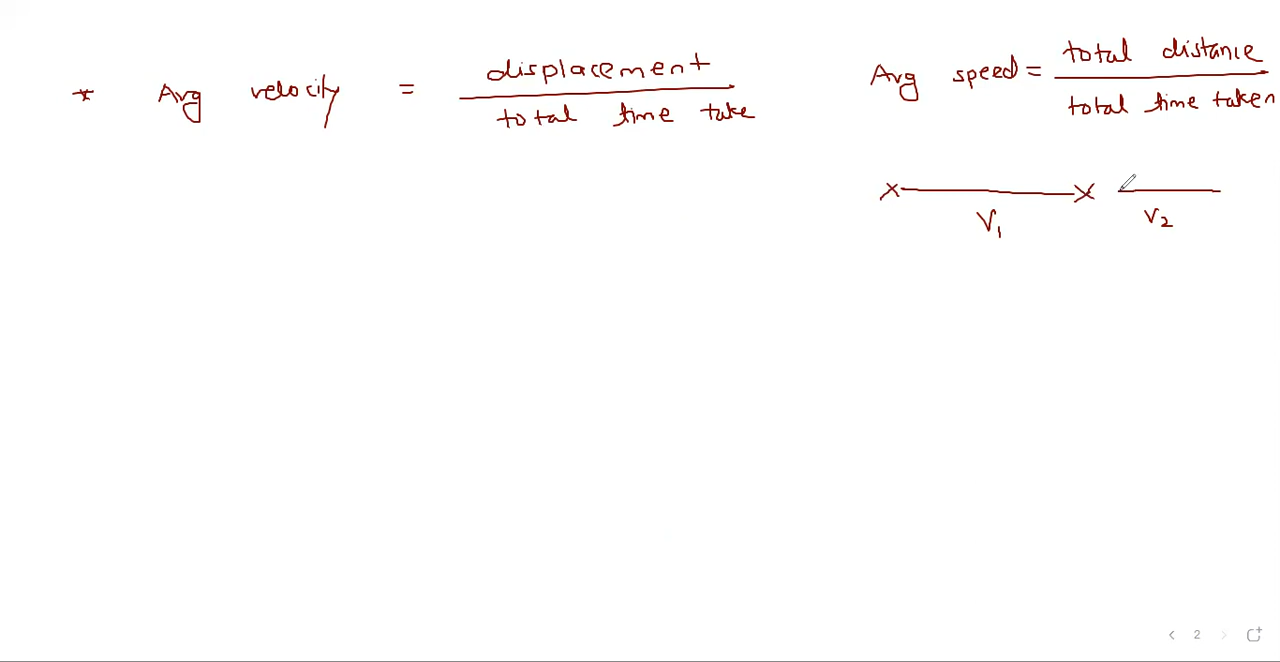 * Avg velocity = displacement / total time take
Avg speed = total distance / total time taken
V₁ V₂
2